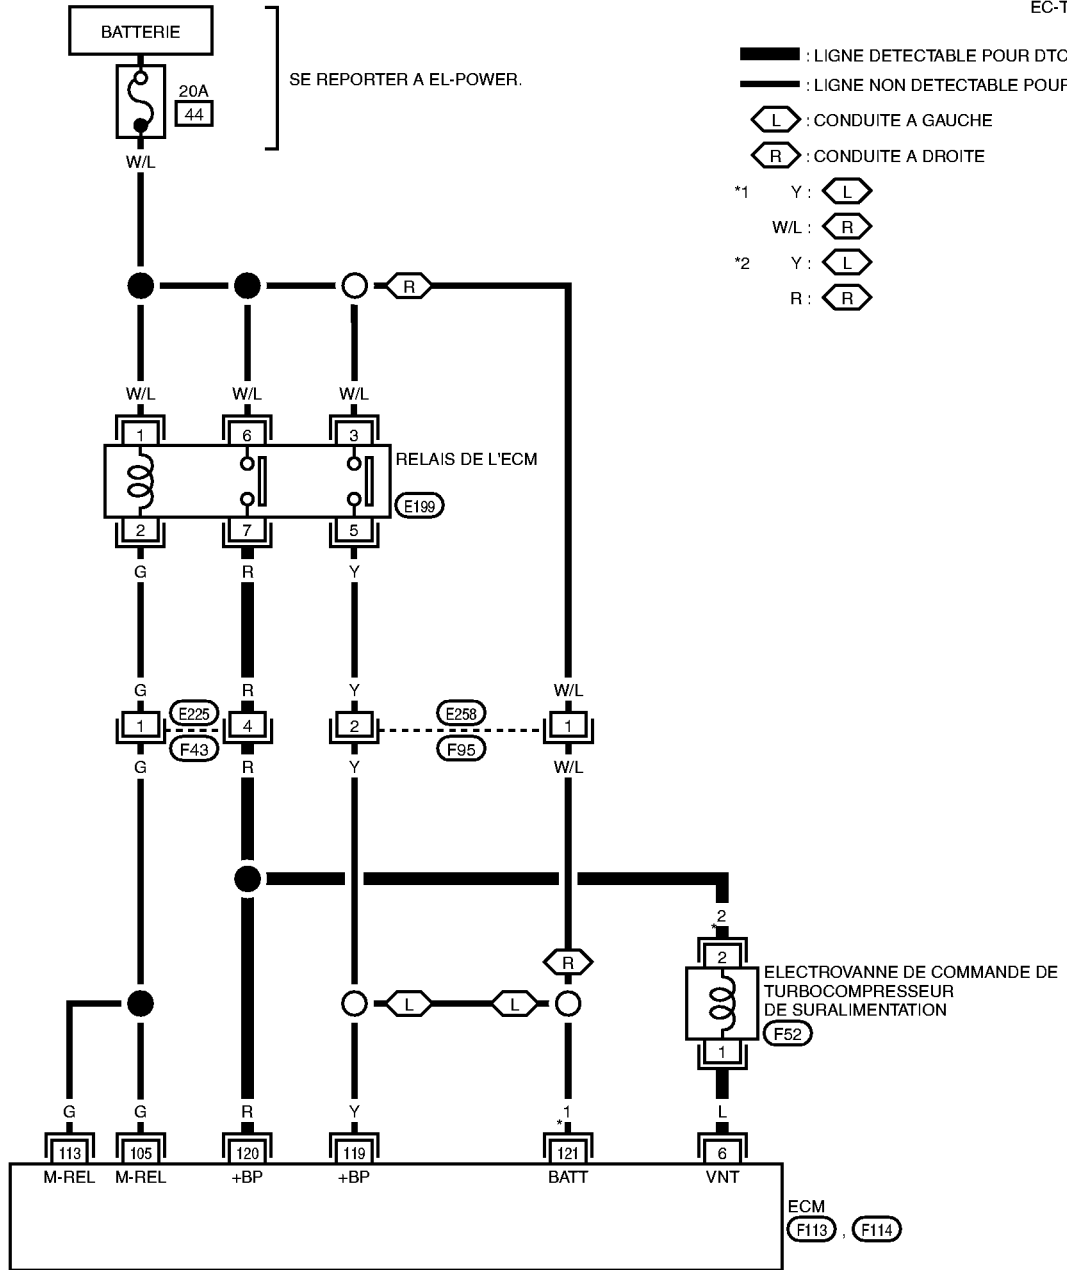 EC-T
BATTERIE
20A
44
SE REPORTER A EL-POWER.
: LIGNE DETECTABLE POUR DTC
: LIGNE NON DETECTABLE POUR
L : CONDUITE A GAUCHE
R : CONDUITE A DROITE
*1 Y : L
W/L : R
*2 Y : L
R : R
W/L
R
W/L W/L W/L
1 6 3
RELAIS DE L'ECM
E199
2 7 5
G R Y
G R Y W/L
1 E225 4 2 E258 1
F43 F95
G R Y W/L
2
*
R
2
ELECTROVANNE DE COMMANDE DE
TURBOCOMPRESSEUR
DE SURALIMENTATION
F52
L L
1
G G R Y 1 L
*
113 105 120 119 121 6
M-REL M-REL +BP +BP BATT VNT
ECM
F113 , F114